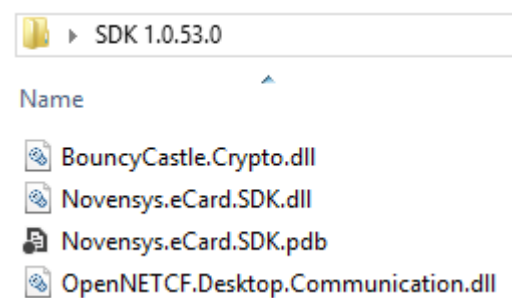 SDK 1.0.53.0
Name
BouncyCastle.Crypto.dll
Novensys.eCard.SDK.dll
Novensys.eCard.SDK.pdb
OpenNETCF.Desktop.Communication.dll